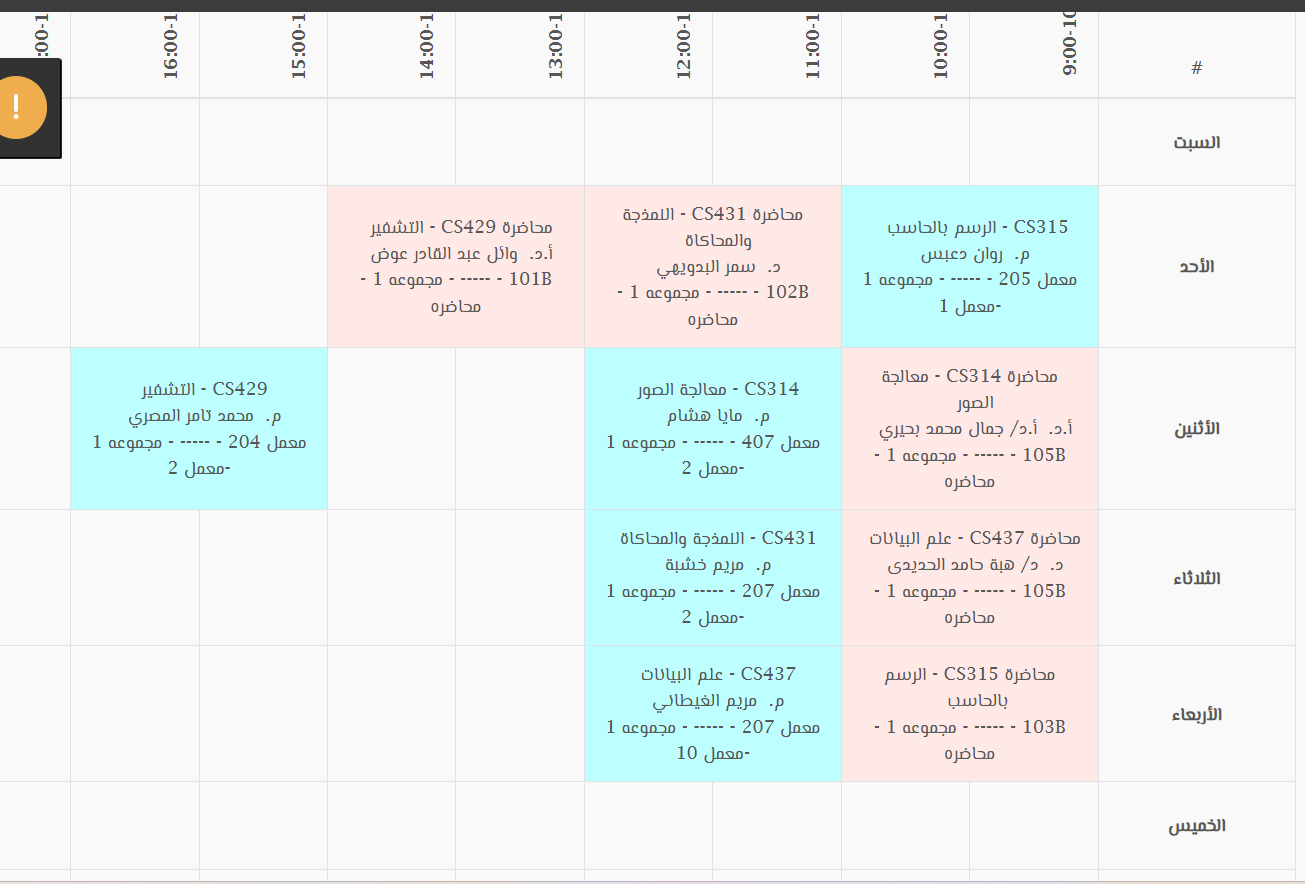 #
9:00-10
10:00-1
11:00-1
12:00-1
13:00-1
14:00-1
15:00-1
16:00-1
:00-1
!
السبت
الأحد
CS315 - الرسم بالحاسب
م. روان دعبس
معمل 205 - ----- - مجموعه 1
-معمل 1
محاضرة CS431 - النمذجة
والمحاكاة
د. سمر البدويهي
102B - ----- - مجموعه 1 -
محاضره
محاضرة CS429 - التشفير
أ.د. وائل عبد القادر عوض
101B - ----- - مجموعه 1 -
محاضره
الأثنين
محاضرة CS314 - معالجة
الصور
أ.د. أ.د/ جمال محمد بحيري
105B - ----- - مجموعه 1 -
محاضره
CS314 - معالجة الصور
م. مايا هشام
معمل 407 - ----- - مجموعه 1
-معمل 2
CS429 - التشفير
م. محمد تامر المصري
معمل 204 - ----- - مجموعه 1
-معمل 2
الثلاثاء
محاضرة CS437 - علم البيانات
د. د/ هبة حامد الحديدى
105B - ----- - مجموعه 1 -
محاضره
CS431 - النمذجة والمحاكاة
م. مريم خشبة
معمل 207 - ----- - مجموعه 1
-معمل 2
الأربعاء
محاضرة CS315 - الرسم
بالحاسب
103B - ----- - مجموعه 1 -
محاضره
CS437 - علم البيانات
م. مريم الغيطاني
معمل 207 - ----- - مجموعه 1
-معمل 10
الخميس